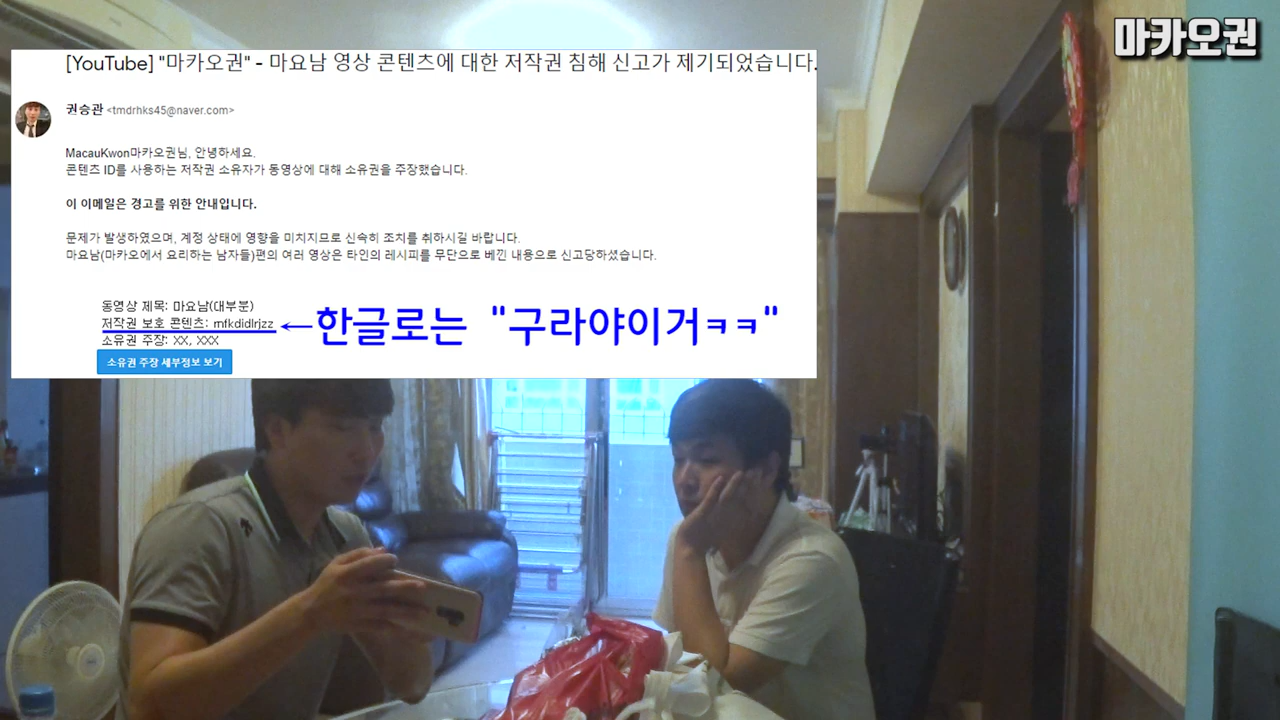 마카오권
[YouTube] "마카오권" - 마요남 영상 콘텐츠에 대한 저작권 침해 신고가 제기되었습니다.
권승관 <tmdrhks45@naver.com>
MacauKwon마카오권님, 안녕하세요.
콘텐츠 ID를 사용하는 저작권 소유자가 동영상에 대해 소유권을 주장했습니다.
이 이메일은 경고를 위한 안내입니다.
문제가 발생하였으며, 계정 상태에 영향을 미치지므로 신속히 조치를 취하시길 바랍니다.
마요남(마카오에서 요리하는 남자들)편의 여러 영상은 타인의 레시피를 무단으로 베낀 내용으로 신고당하셨습니다.
동영상 제목: 마요남(대부분)
저작권 보호 콘텐츠: rnfkdidlrjzz
←한글로는 "구라야이거ㅋㅋ"
소유권 주장: XX, XXX
소유권 주장 세부정보 보기